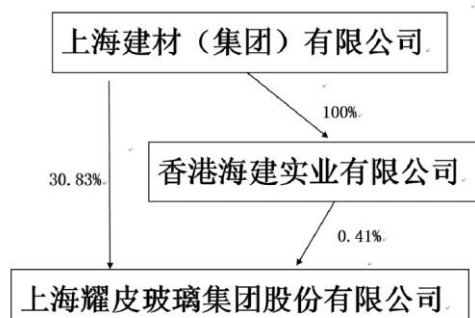 上海建材（集团）有限公司
100%
30.83%
香港海建实业有限公司
0.41%
上海耀皮玻璃集团股份有限公司